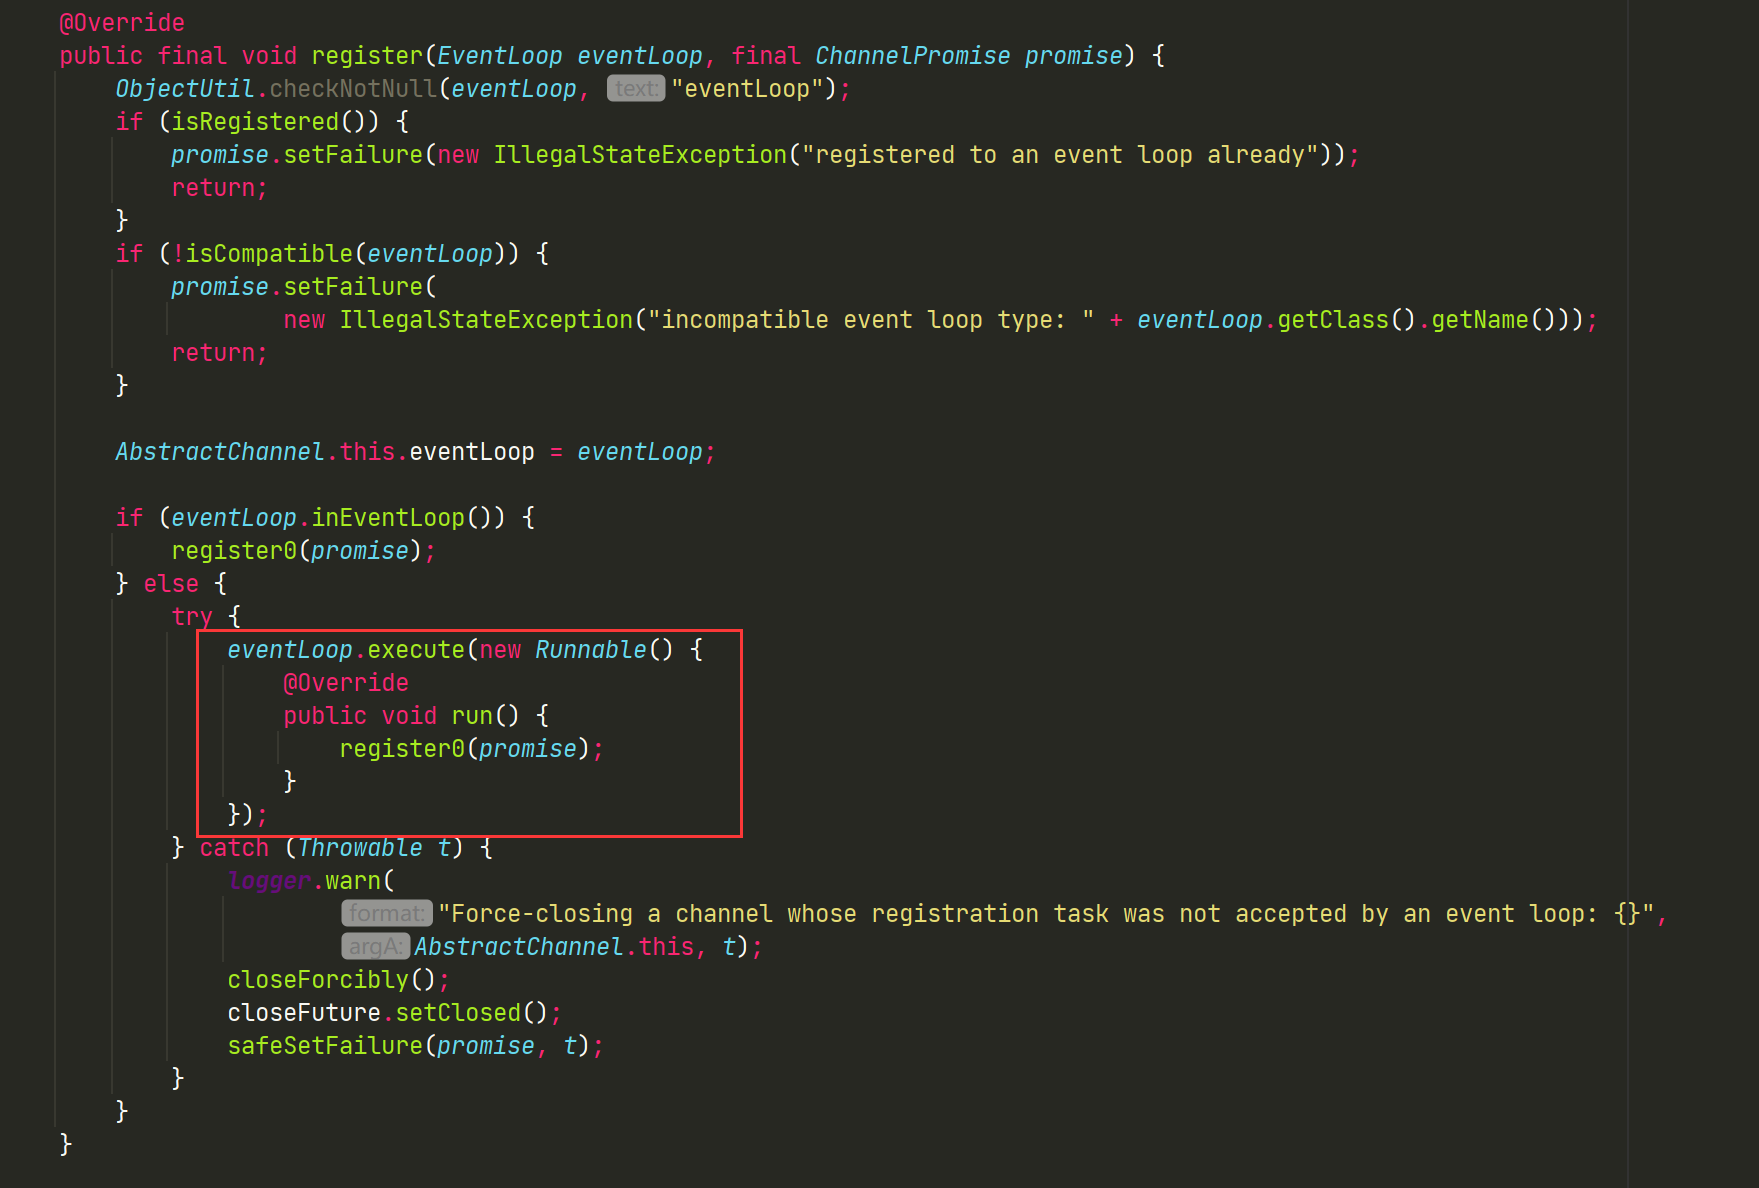 @Override
public final void register(EventLoop eventLoop, final ChannelPromise promise) {
ObjectUtil.checkNotNull(eventLoop, text: "eventLoop");
if (isRegistered()) {
promise.setFailure(new IllegalStateException("registered to an event loop already"));
return;
}
if (!isCompatible(eventLoop)) {
promise.setFailure(
new IllegalStateException("incompatible event loop type: " + eventLoop.getClass().getName()));
return;
}
AbstractChannel.this.eventLoop = eventLoop;
if (eventLoop.inEventLoop()) {
register0(promise);
} else {
try {
eventLoop.execute(new Runnable() {
@Override
public void run() {
register0(promise);
}
});
} catch (Throwable t) {
logger.warn(
format: "Force-closing a channel whose registration task was not accepted by an event loop: {}",
argA: AbstractChannel.this, t);
closeForcibly();
closeFuture.setClosed();
safeSetFailure(promise, t);
}
}
}